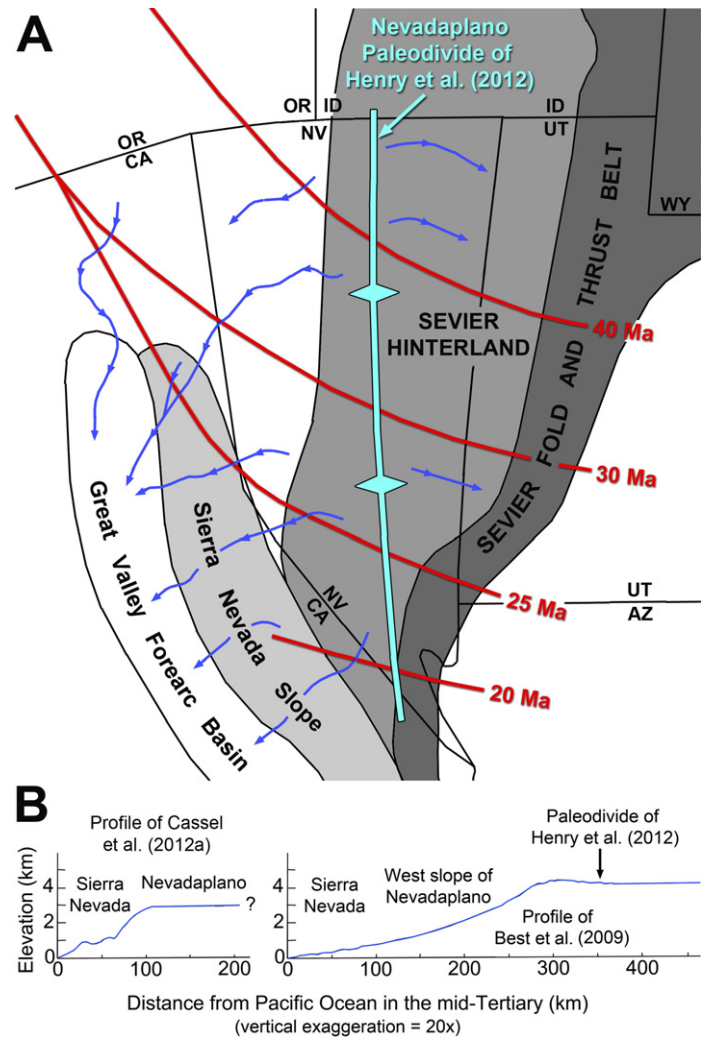 A
Nevadaplano
Paleodivide of
Henry et al. (2012)
OR
ID
ID
OR
CA
NV
UT
WY
SEVIER FOLD AND THRUST BELT
SEVIER
HINTERLAND
40 Ma
30 Ma
25 Ma
20 Ma
UT
AZ
NV
CA
Great Valley Forearc Basin
Sierra Nevada Slope
B
Profile of Cassel
et al. (2012a)
Paleodivide of
Henry et al. (2012)
Elevation (km)
4
2
0
Sierra
Nevada
Nevadaplano
?
Sierra
Nevada
West slope of
Nevadaplano
Profile of
Best et al. (2009)
4
2
0
0 100 200
0 100 200 300 400
Distance from Pacific Ocean in the mid-Tertiary (km)
(vertical exaggeration = 20x)